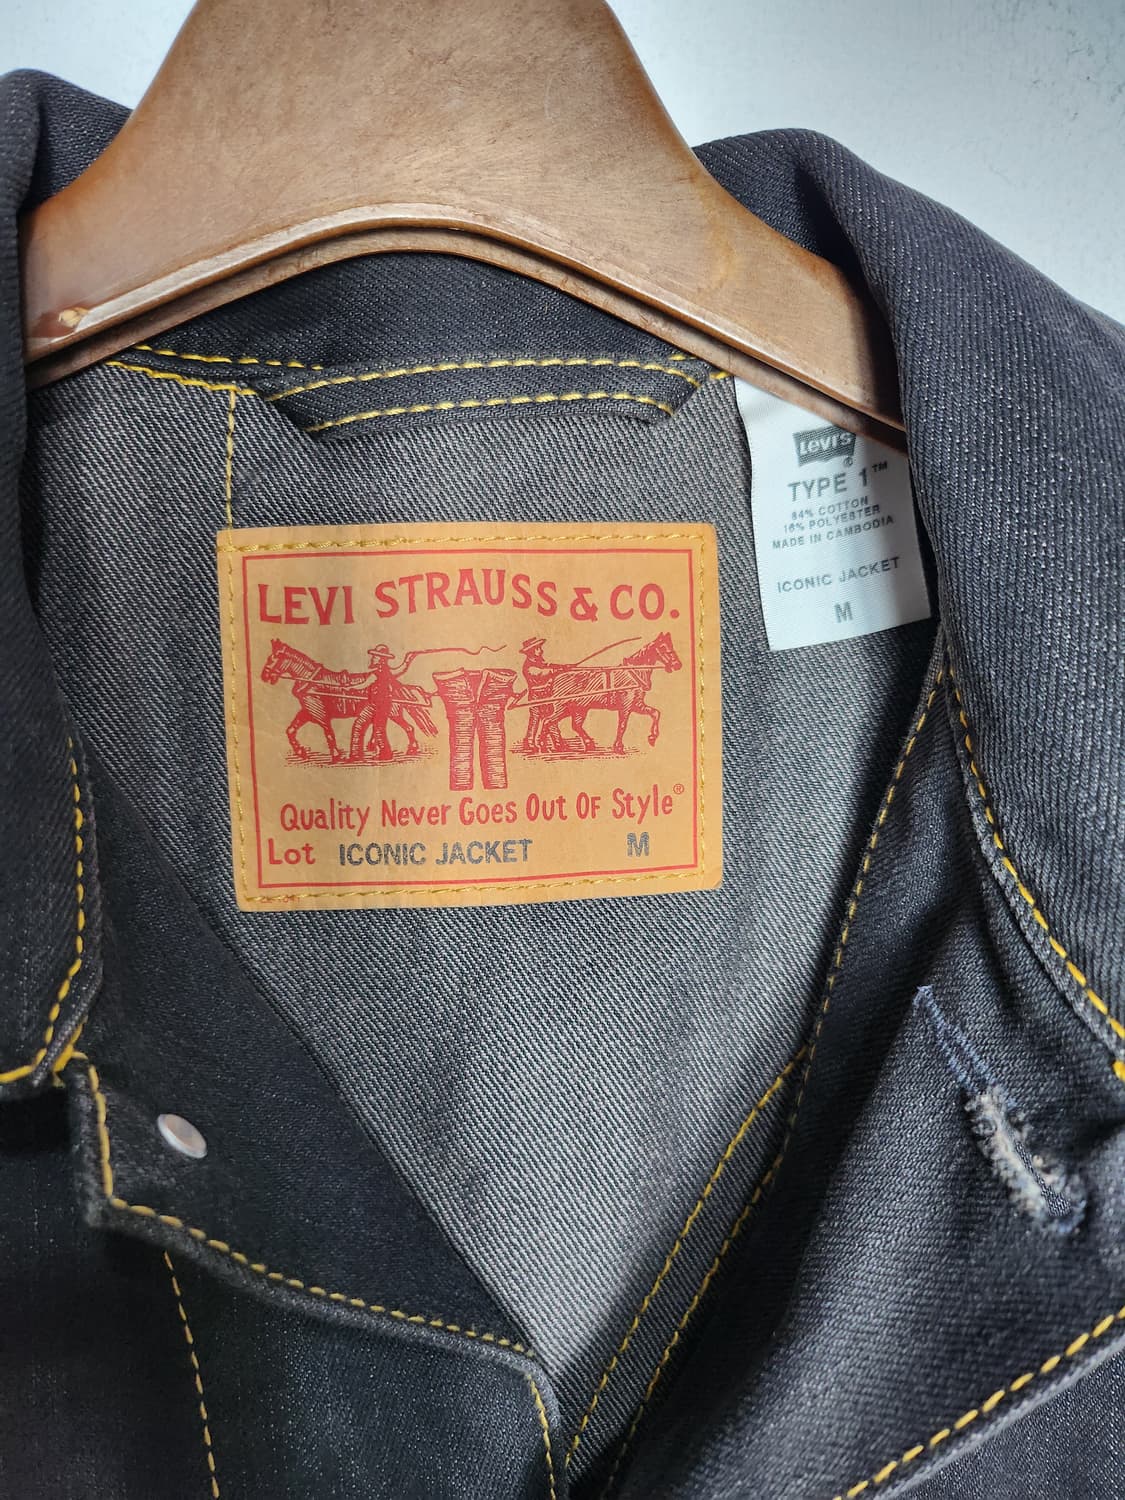 LEVI STRAUSS & CO.
Quality Never Goes Out Of Style®
Lot ICONIC JACKET M
Levi's
®
TYPE 1™
84% COTTON
16% POLYESTER
MADE IN CAMBODIA
ICONIC JACKET
M